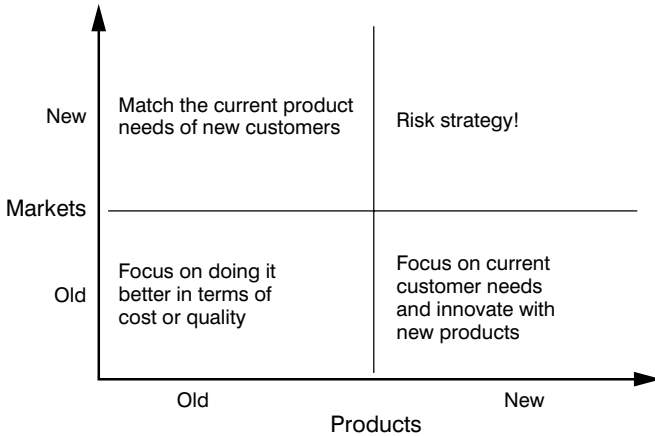 New
Match the current product
needs of new customers
Risk strategy!
Markets
Old
Focus on doing it
better in terms of
cost or quality
Focus on current
customer needs
and innovate with
new products
Old
New
Products